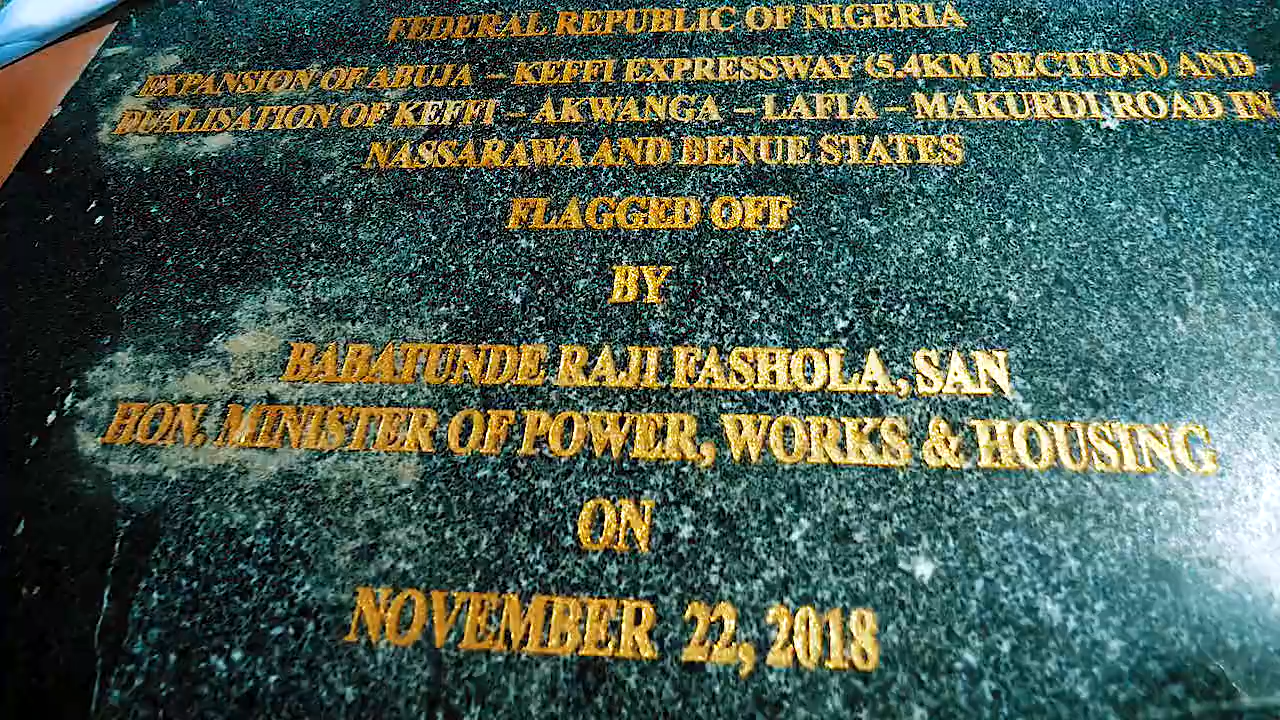 FEDERAL REPUBLIC OF NIGERIA
EXPANSION OF ABUJA – KEFFI EXPRESSWAY (5.4KM SECTION) AND
DUALISATION OF KEFFI – AKWANGA – LAFIA – MAKURDI ROAD IN
NASSARAWA AND BENUE STATES
FLAGGED OFF
BY
BABATUNDE RAJI FASHOLA, SAN
HON. MINISTER OF POWER, WORKS & HOUSING
ON
NOVEMBER 22, 2018